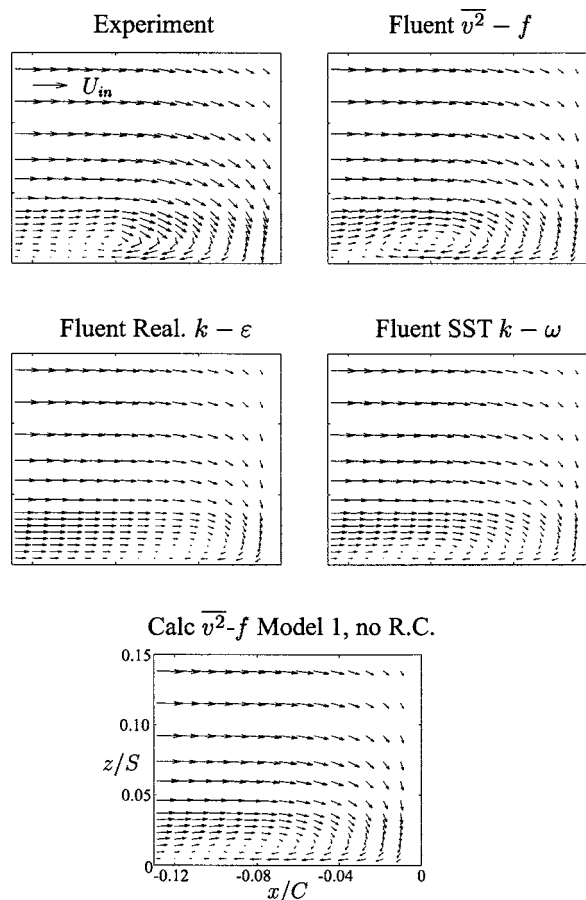 Experiment
Fluent $\overline{v^2} - f$
$U_{in}$
Fluent Real. $k - \varepsilon$
Fluent SST $k - \omega$
Calc $\overline{v^2}$-$f$ Model 1, no R.C.
0.15
0.10
$z/S$
0.05
0
-0.12
-0.08
-0.04
0
$x/C$